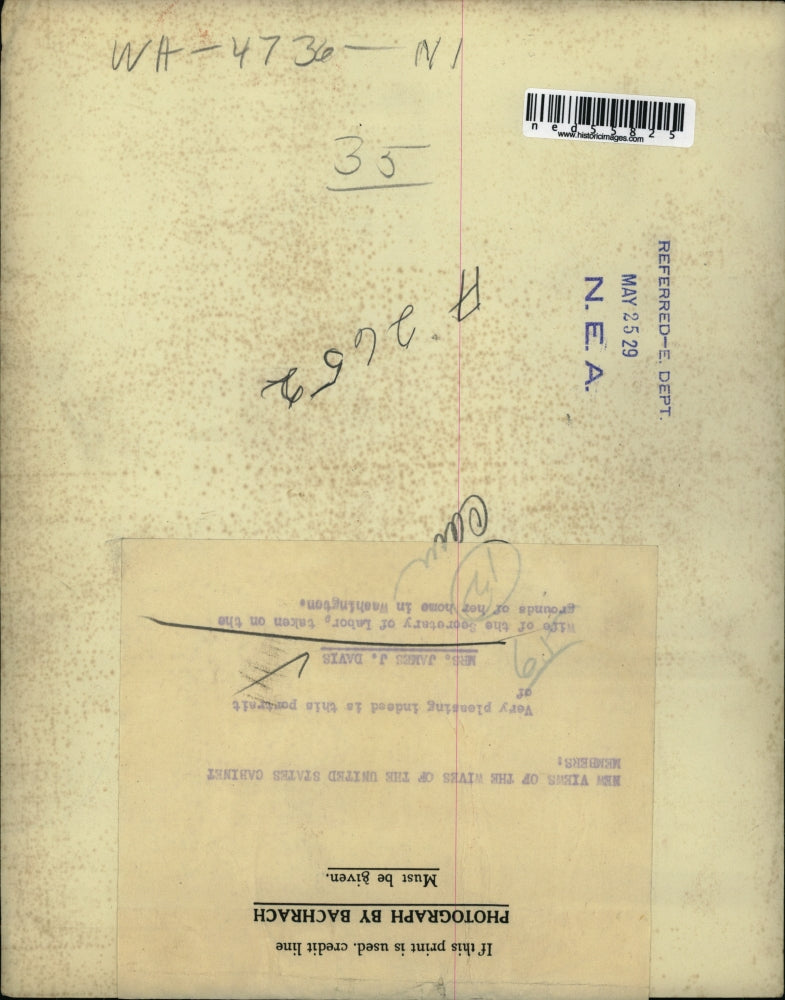 WA-4736-N1
ned55825
www.historicimages.com
35
REFERRED-E. DEPT.
MAY 25 29
N. E. A.
If this print is used, credit line
PHOTOGRAPH BY BACHRACH
Must be given.
NEW VIEWS OF THE WIVES OF THE UNITED STATES CABINET
MEMBERS:
Very pleasing indeed is this portrait
of
MRS. JAMES J. DAVIS
Wife of the Secretary of Labor, taken on the
grounds of her home in Washington.